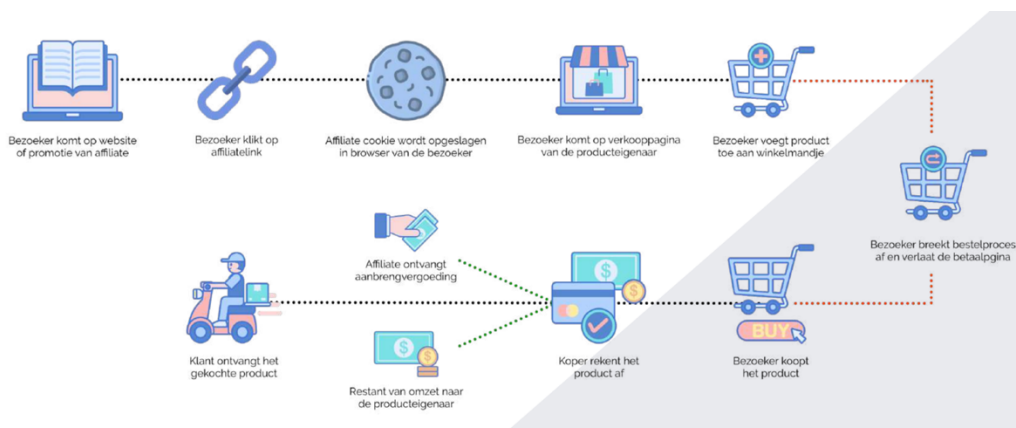 Bezoeker komt op website
of promotie van affiliate
Bezoeker klikt op
affiliatelink
Affiliate cookie wordt opgeslagen
in browser van de bezoeker
Bezoeker komt op verkooppagina
van de producteigenaar
Bezoeker voegt product
toe aan winkelmandje
Bezoeker breekt bestelproces
af en verlaat de betaalpgina
Affiliate ontvangt
aanbrengvergoeding
Klant ontvangt het
gekochte product
Restant van omzet naar
de producteigenaar
$
$
$
$
Koper rekent het
product af
BUY
Bezoeker koopt
het product